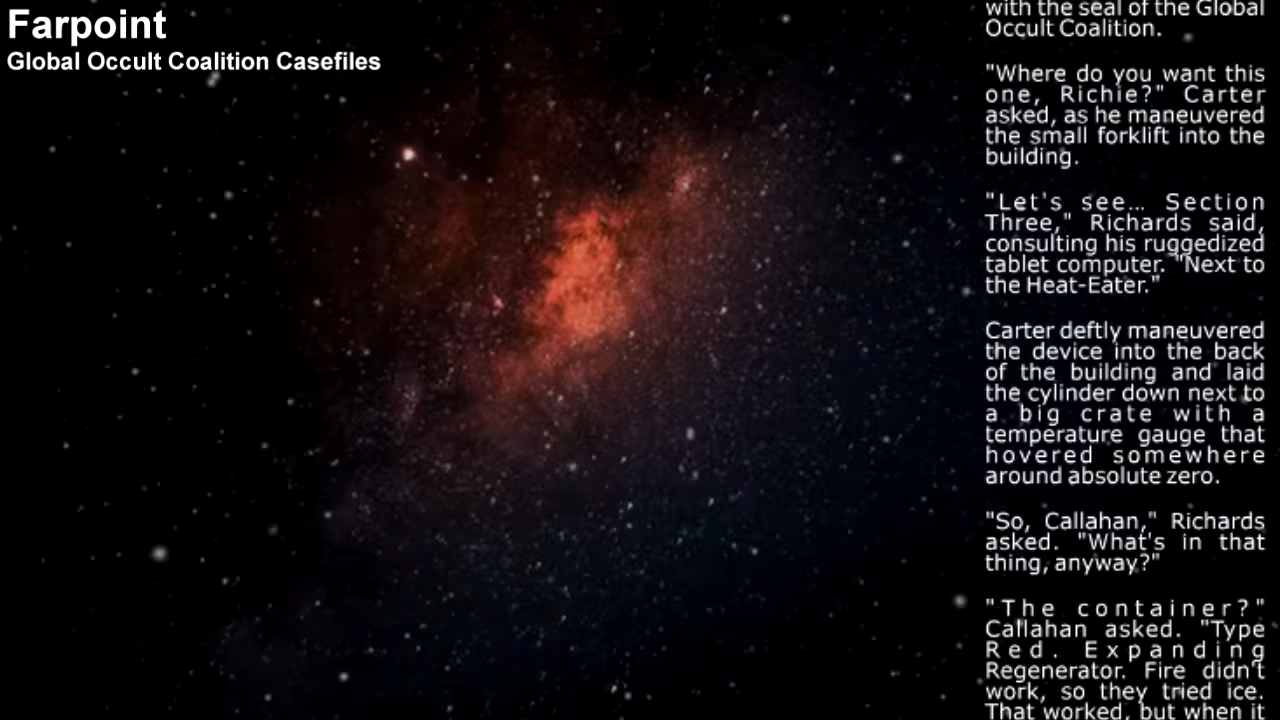 Farpoint
Global Occult Coalition Casefiles
with the seal of the Global
Occult Coalition.
"Where do you want this
one, Richie?" Carter
asked, as he maneuvered
the small forklift into the
building.
"Let's see… Section
Three," Richards said,
consulting his ruggedized
tablet computer. "Next to
the Heat-Eater."
Carter deftly maneuvered
the device into the back
of the building and laid
the cylinder down next to
a big crate with a
temperature gauge that
hovered somewhere
around absolute zero.
"So, Callahan," Richards
asked. "What's in that
thing, anyway?"
"The container?"
Callahan asked. "Type
Red. Expanding
Regenerator. Fire didn't
work, so they tried ice.
That worked, but when it